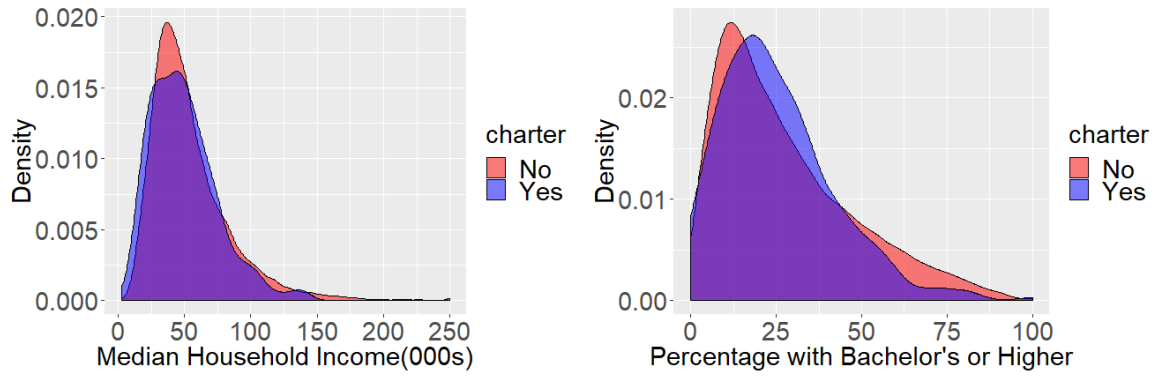 0.020
0.015
0.010
0.005
0.000
Density
0 50 100 150 200 250
Median Household Income(000s)
charter
No
Yes
0.02
0.01
0.00
Density
0 25 50 75 100
Percentage with Bachelor's or Higher
charter
No
Yes